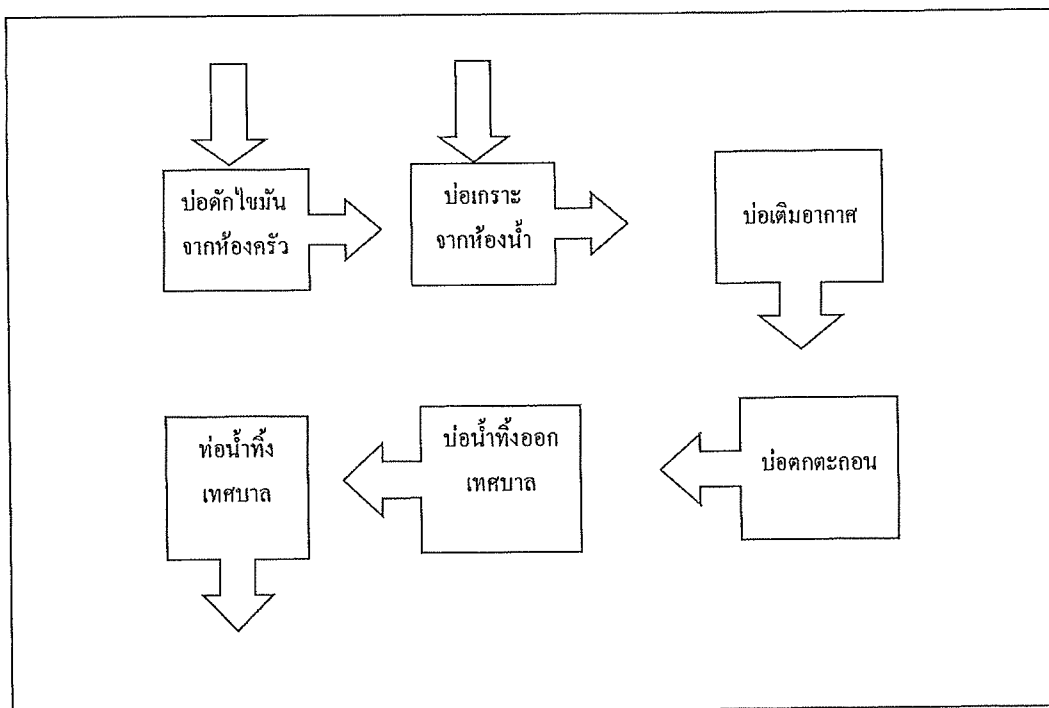 บ่อดักไขมัน
จากห้องครัว
บ่อเกราะ
จากห้องน้ำ
บ่อเติมอากาศ
บ่อตกตะกอน
บ่อน้ำทิ้งออก
เทศบาล
ท่อน้ำทิ้ง
เทศบาล